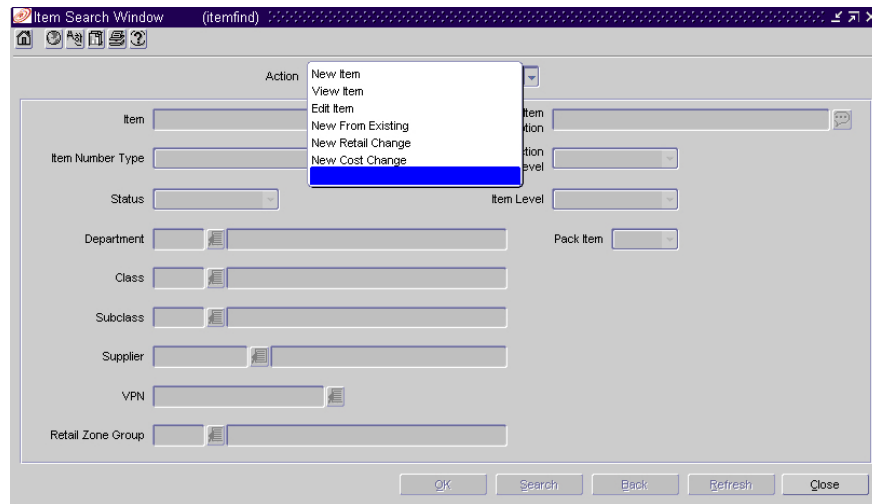 Item Search Window (itemfind)
Action
New Item
View Item
Edit Item
New From Existing
New Retail Change
New Cost Change
Item
Item
Item Number Type
Status
Item Level
Department
Pack Item
Class
Subclass
Supplier
VPN
Retail Zone Group
OK Search Back Refresh Close